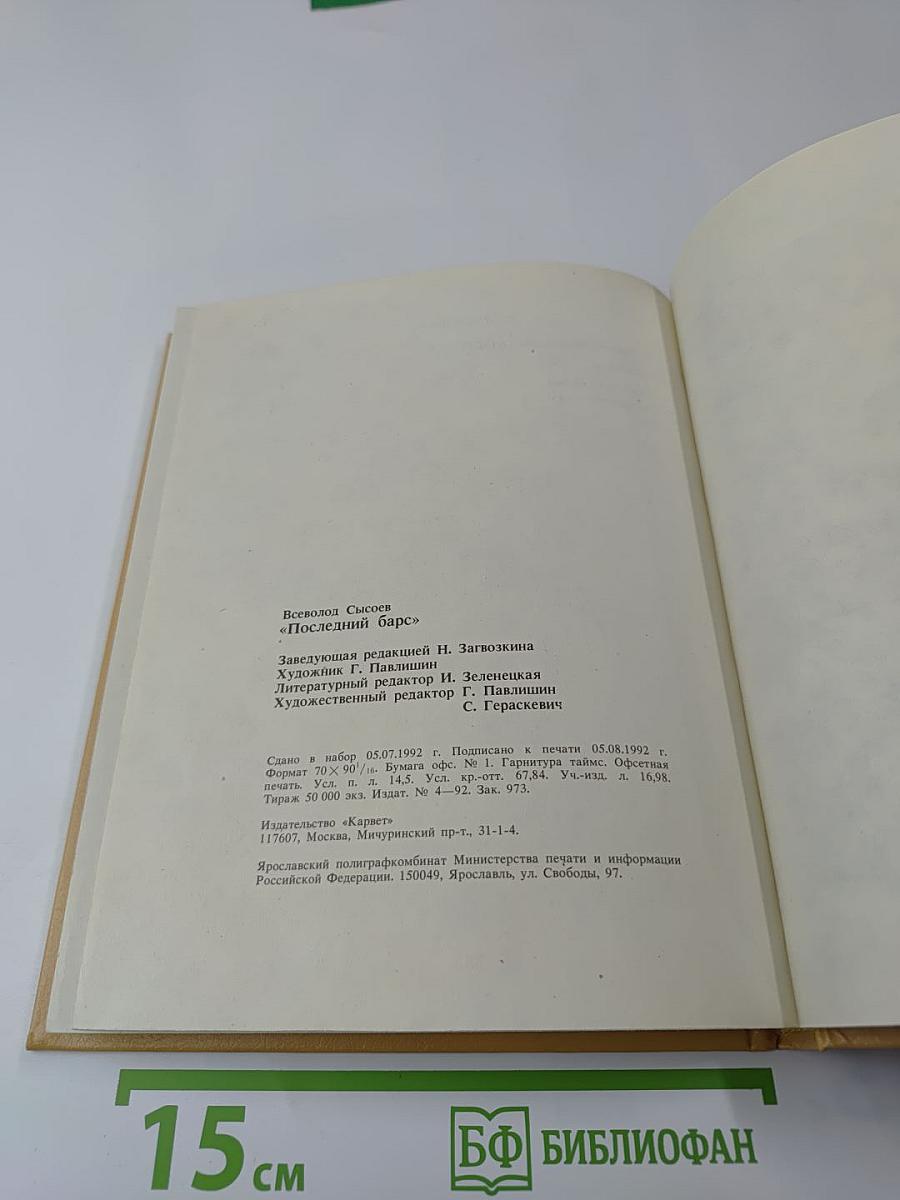 Всеволод Сысоев
«Последний барс»
Заведующая редакцией Н. Загвозкина
Художник Г. Павлишин
Литературный редактор И. Зеленецкая
Художественный редактор Г. Павлишин
С. Гераскевич
Сдано в набор 05.07.1992 г. Подписано к печати 05.08.1992 г.
Формат 70×90¹/₁₆. Бумага офс. № 1. Гарнитура таймс. Офсетная
печать. Усл. п. л. 14,5. Усл. кр.-отт. 67,84. Уч.-изд. л. 16,98.
Тираж 50 000 экз. Издат. № 4—92. Зак. 973.
Издательство «Карвет»
117607, Москва, Мичуринский пр-т., 31-1-4.
Ярославский полиграфкомбинат Министерства печати и информации
Российской Федерации. 150049, Ярославль, ул. Свободы, 97.
15 см
БФ БИБЛИОФАН